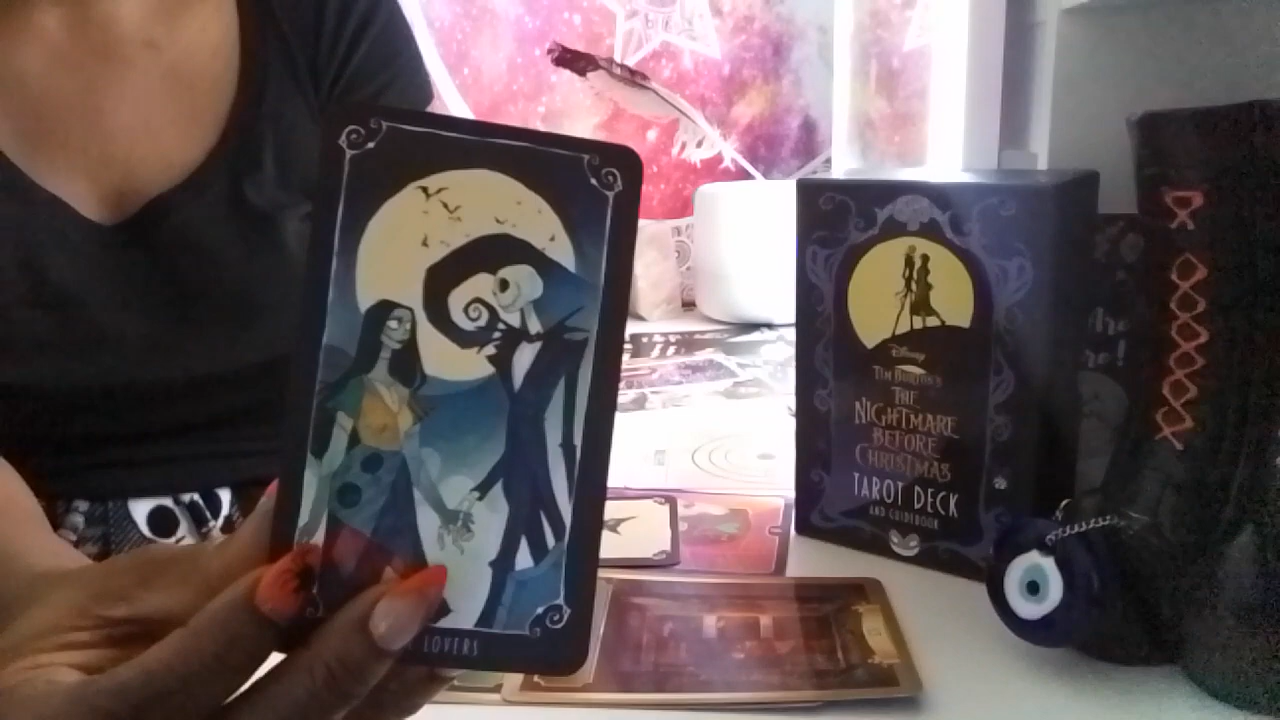 LOVERS
Disney
TIM BURTON'S
THE
NIGHTMARE
BEFORE
CHRISTMAS
TAROT DECK
AND GUIDEBOOK